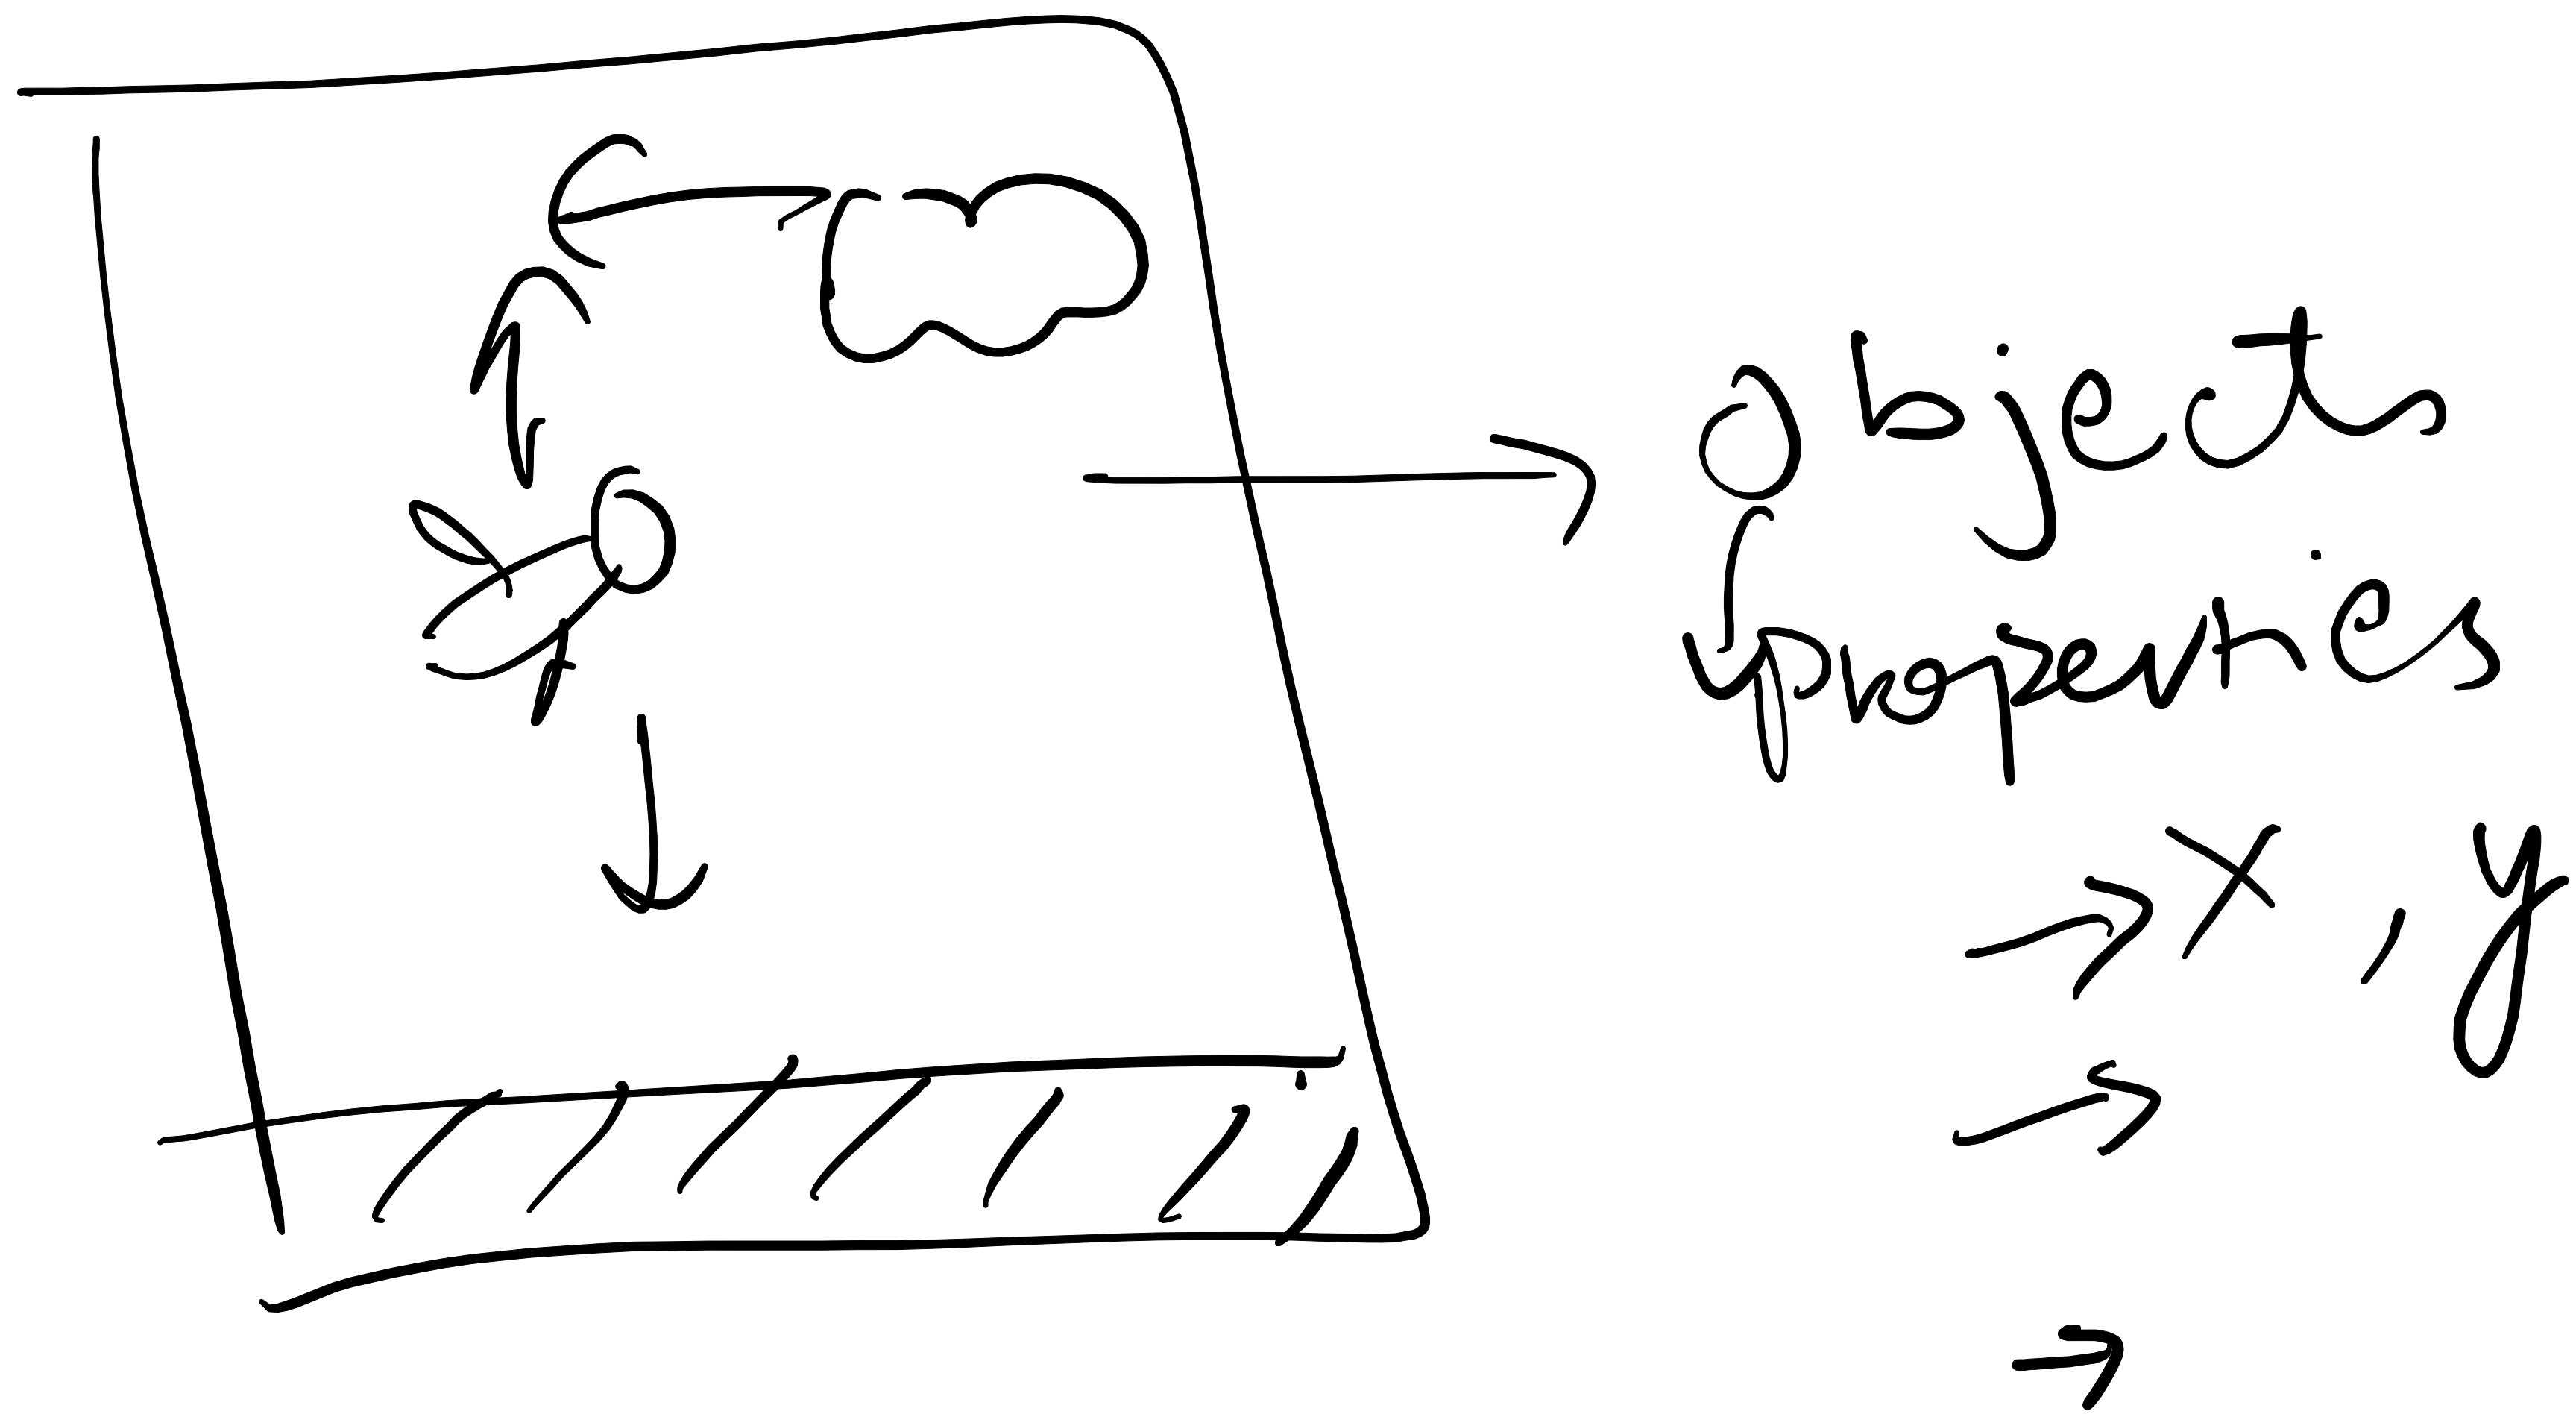 Objects
properties
→ x, y
→
→